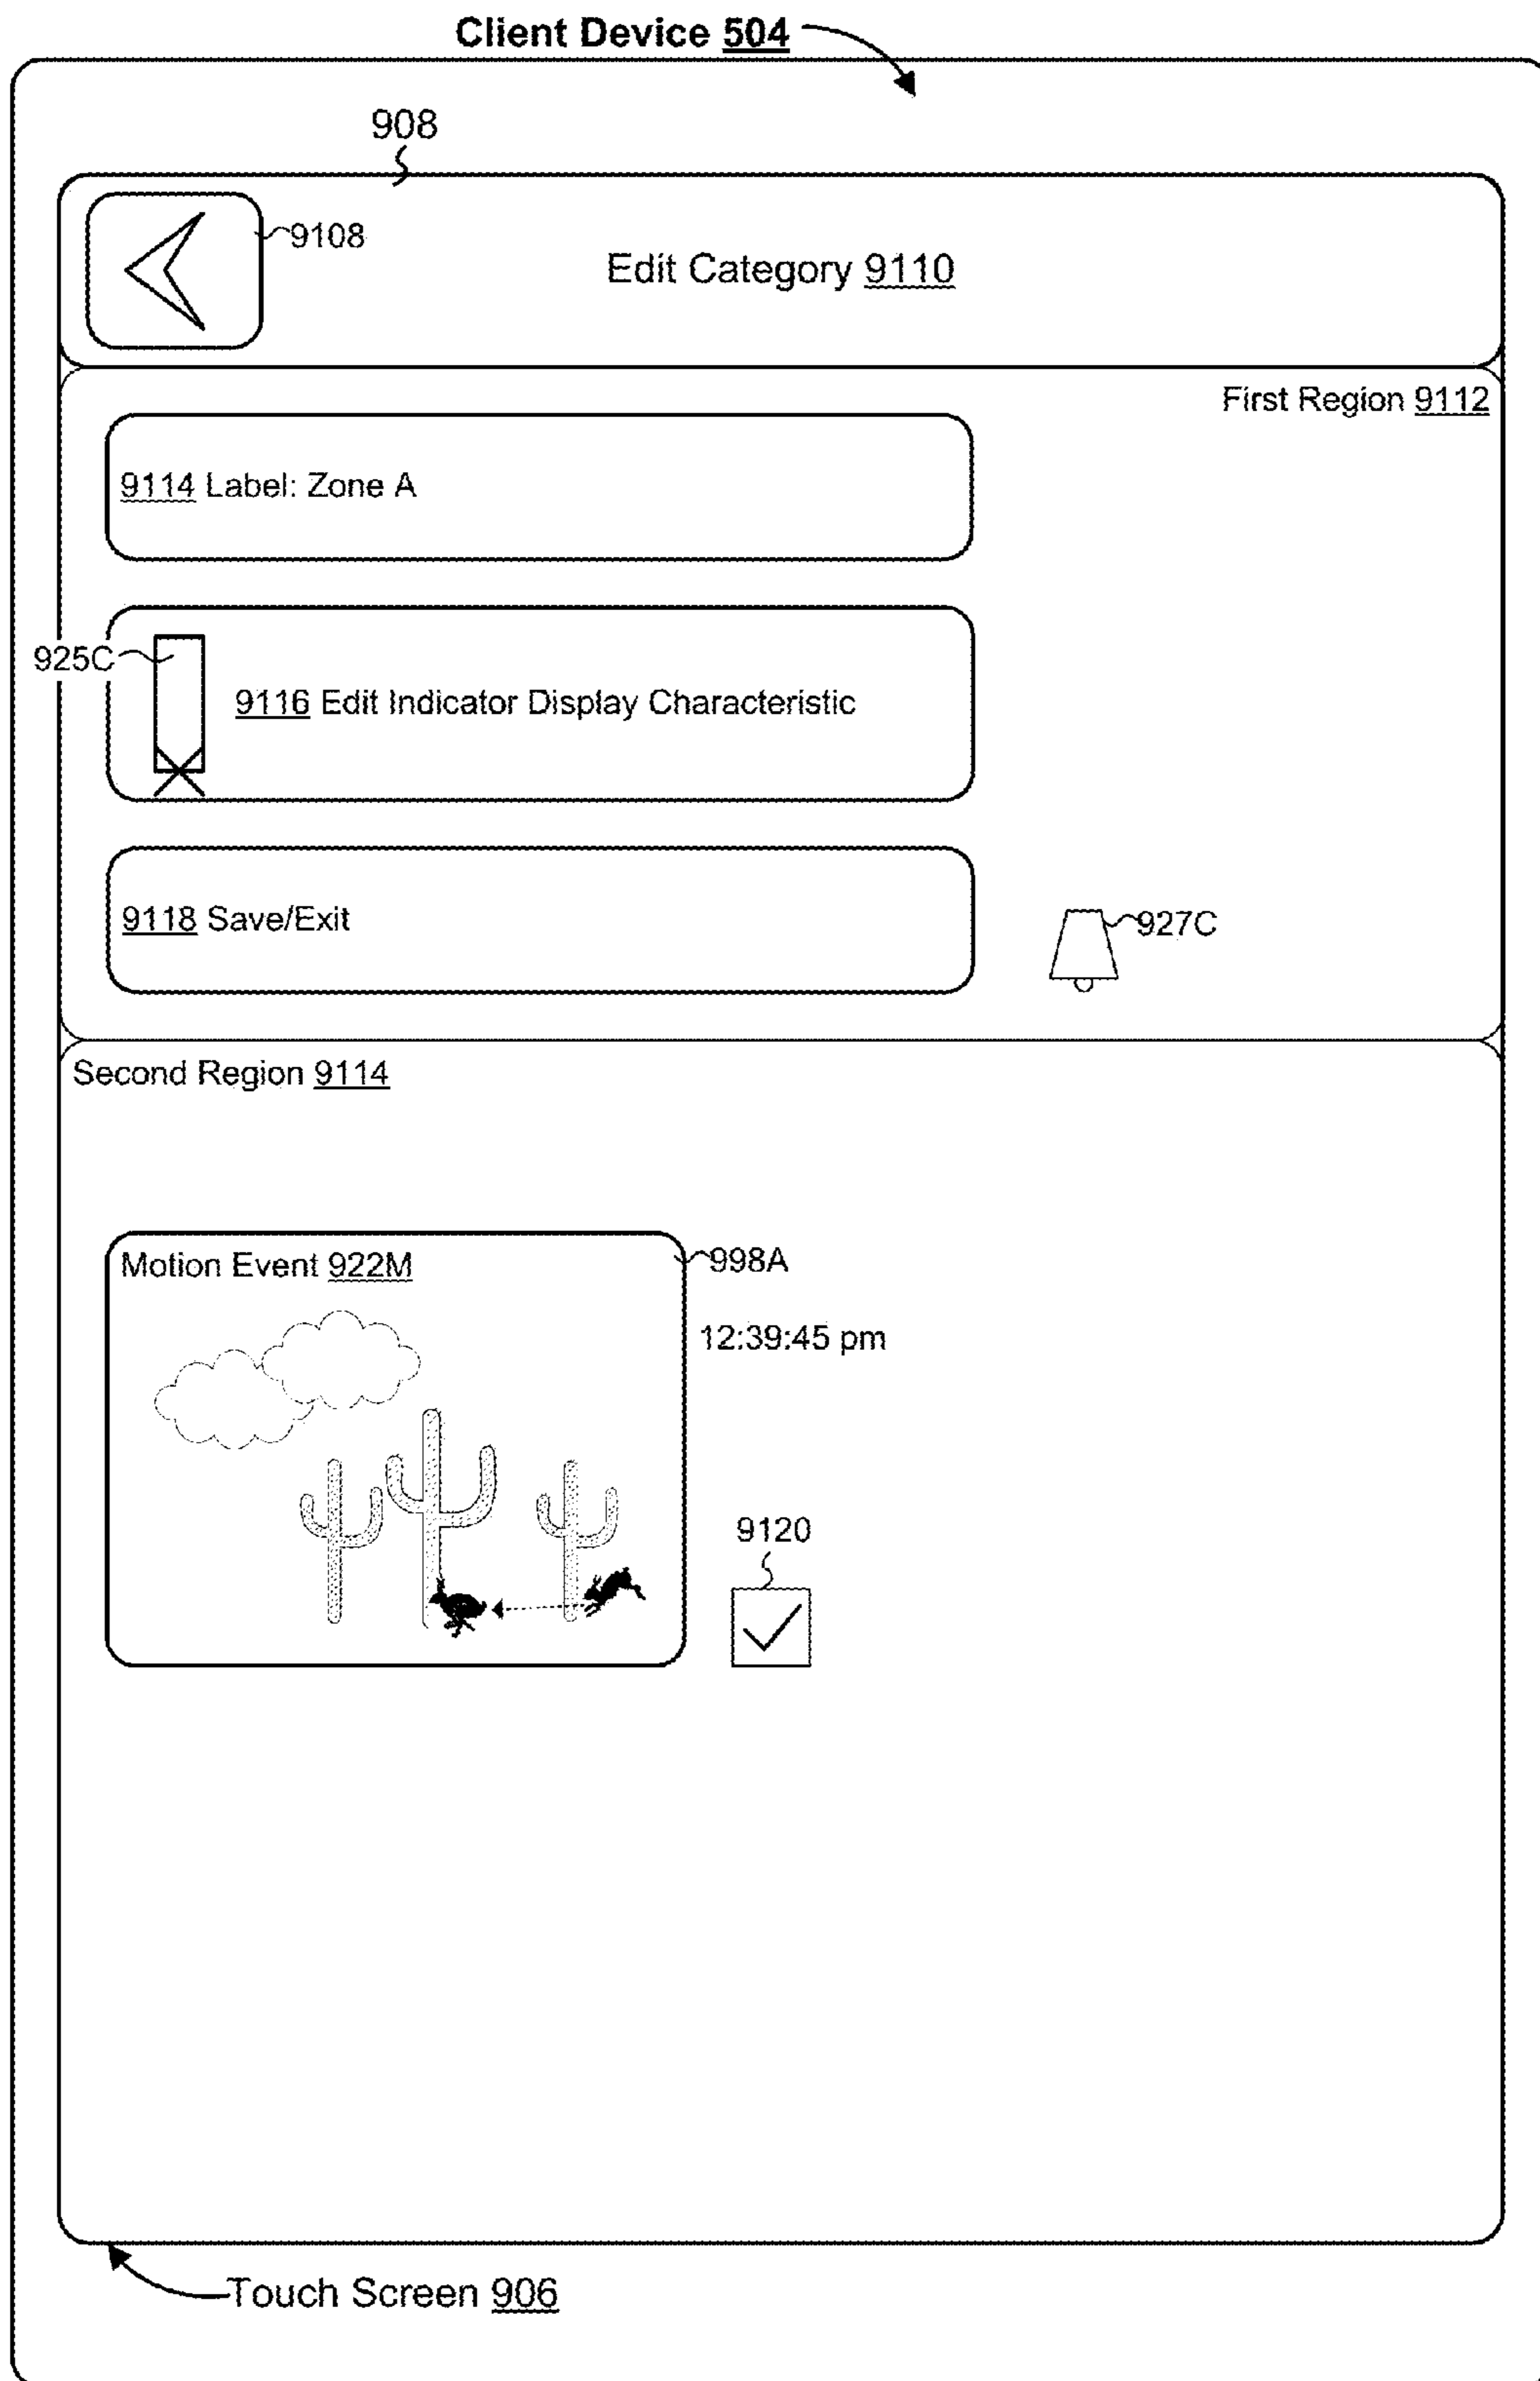 Client Device 504
908
9108
Edit Category 9110
First Region 9112
9114 Label: Zone A
925C
9116 Edit Indicator Display Characteristic
9118 Save/Exit
927C
Second Region 9114
Motion Event 922M
998A
12:39:45 pm
9120
Touch Screen 906